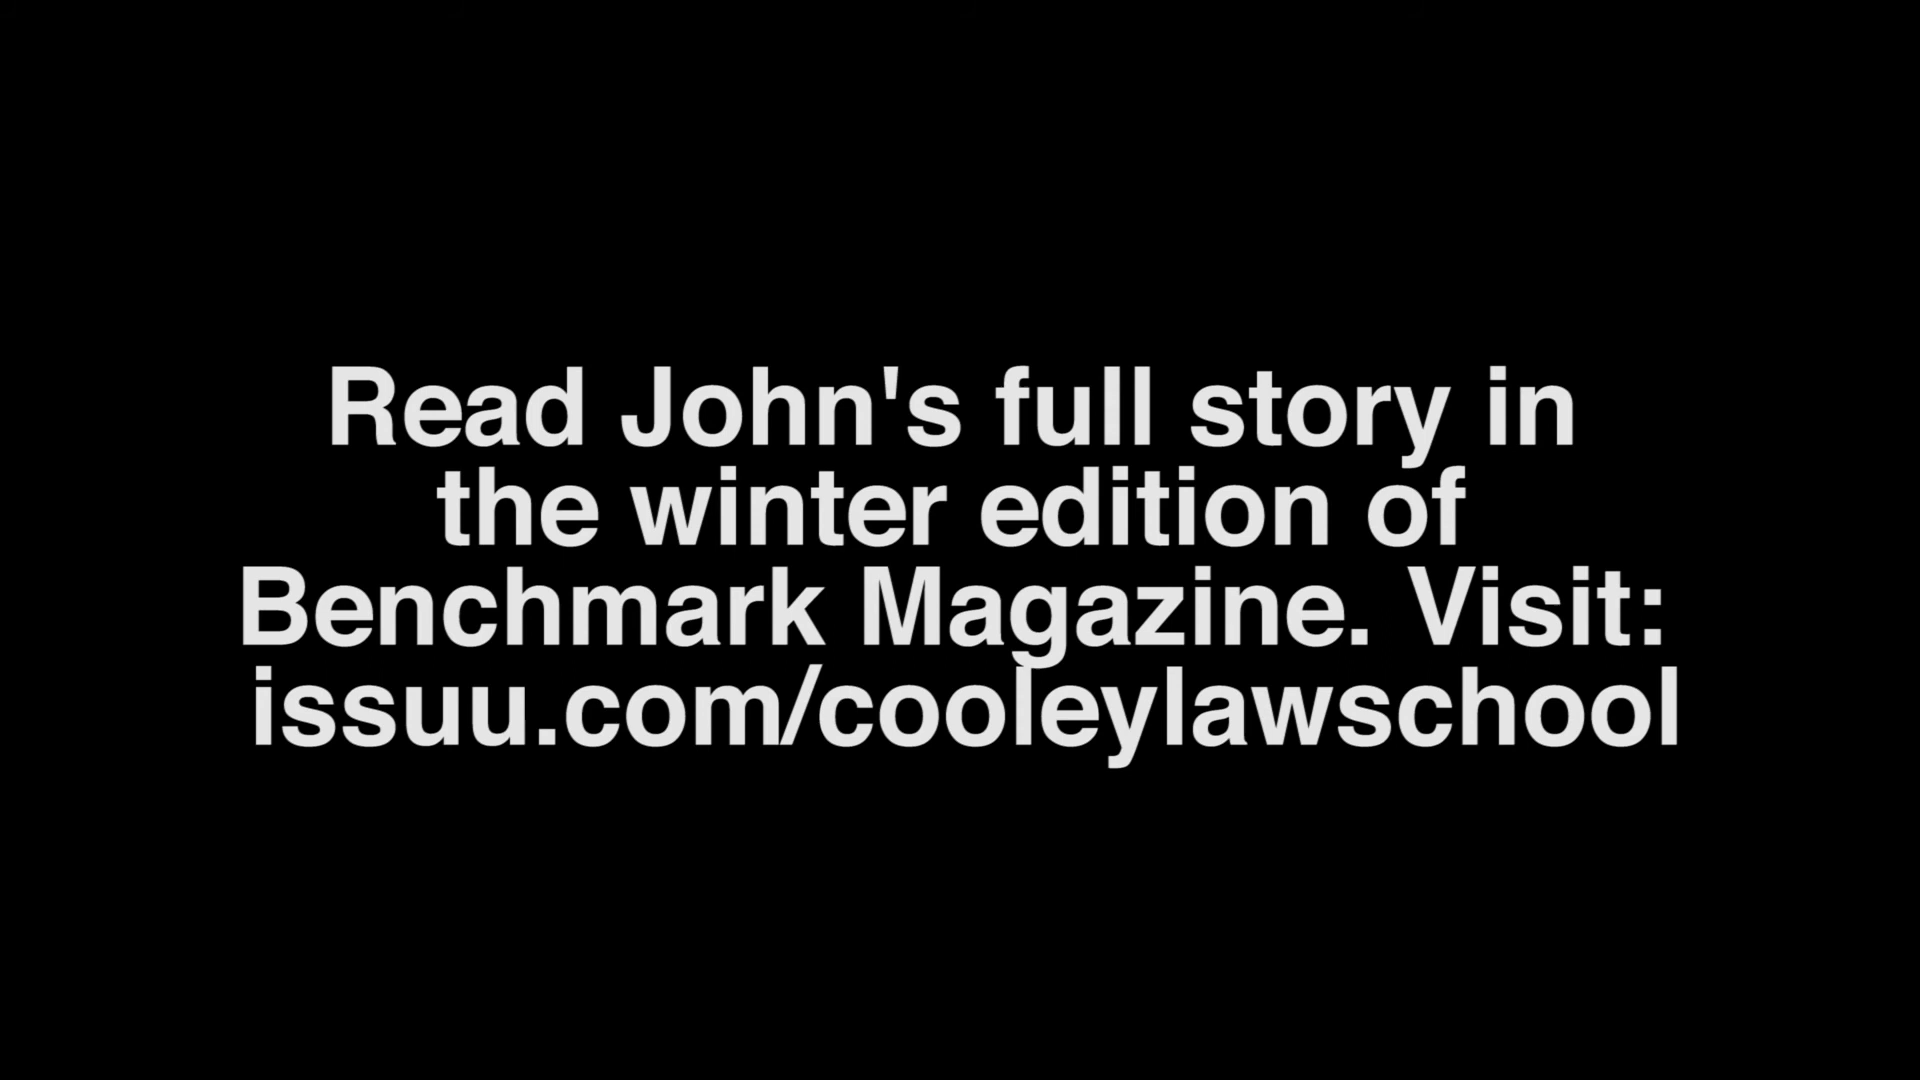 Read John's full story in
the winter edition of
Benchmark Magazine. Visit:
issuu.com/cooleylawschool